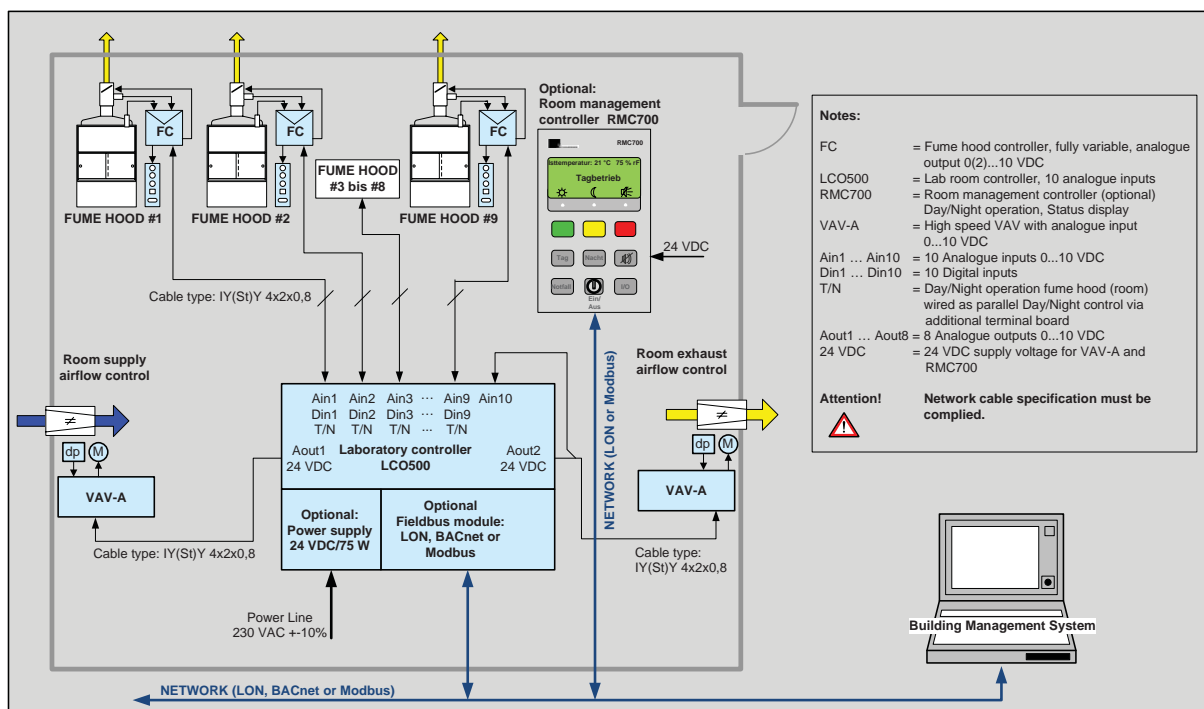 Optional:
Room management
controller RMC700
RMC700
Isttemperatur: 21 °C 75 % rF
Tagbetrieb
Tag
Nacht
Notfall
I/O
Ein/
Aus
24 VDC
FC
FC
FC
FUME HOOD #1
FUME HOOD #2
FUME HOOD
#3 bis #8
FUME HOOD #9
Cable type: IY(St)Y 4x2x0,8
Room supply
airflow control
≠
dp
M
VAV-A
Cable type: IY(St)Y 4x2x0,8
Ain1 Ain2 Ain3 ... Ain9 Ain10
Din1 Din2 Din3 ... Din9
T/N T/N T/N ... T/N
Aout1
24 VDC
Laboratory controller
LCO500
Aout2
24 VDC
Optional:
Power supply
24 VDC/75 W
Optional
Fieldbus module:
LON, BACnet or
Modbus
Power Line
230 VAC +-10%
Room exhaust
airflow control
≠
dp
M
VAV-A
Cable type:
IY(St)Y 4x2x0,8
NETWORK (LON or Modbus)
NETWORK (LON, BACnet or Modbus)
Notes:
FC = Fume hood controller, fully variable, analogue
output 0(2)...10 VDC
LCO500 = Lab room controller, 10 analogue inputs
RMC700 = Room management controller (optional)
Day/Night operation, Status display
VAV-A = High speed VAV with analogue input
0...10 VDC
Ain1 ... Ain10 = 10 Analogue inputs 0...10 VDC
Din1 ... Din10 = 10 Digital inputs
T/N = Day/Night operation fume hood (room)
wired as parallel Day/Night control via
additional terminal board
Aout1 ... Aout8 = 8 Analogue outputs 0...10 VDC
24 VDC = 24 VDC supply voltage for VAV-A and
RMC700
Attention! Network cable specification must be
complied.
Building Management System